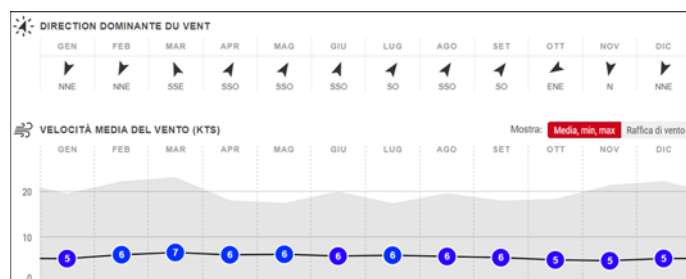 DIRECTION DOMINANTE DU VENT
GEN FEB MAR APR MAG GIU LUG AGO SET OTT NOV DIC
NNE NNE SSE SSO SSO SSO SO SSO SO ENE N NNE
VELOCITÀ MEDIA DEL VENTO (KTS) Mostra: Media, min, max Raffica di vento
GEN FEB MAR APR MAG GIU LUG AGO SET OTT NOV DIC
20
10
5 6 7 6 6 6 6 6 6 5 5 5
0